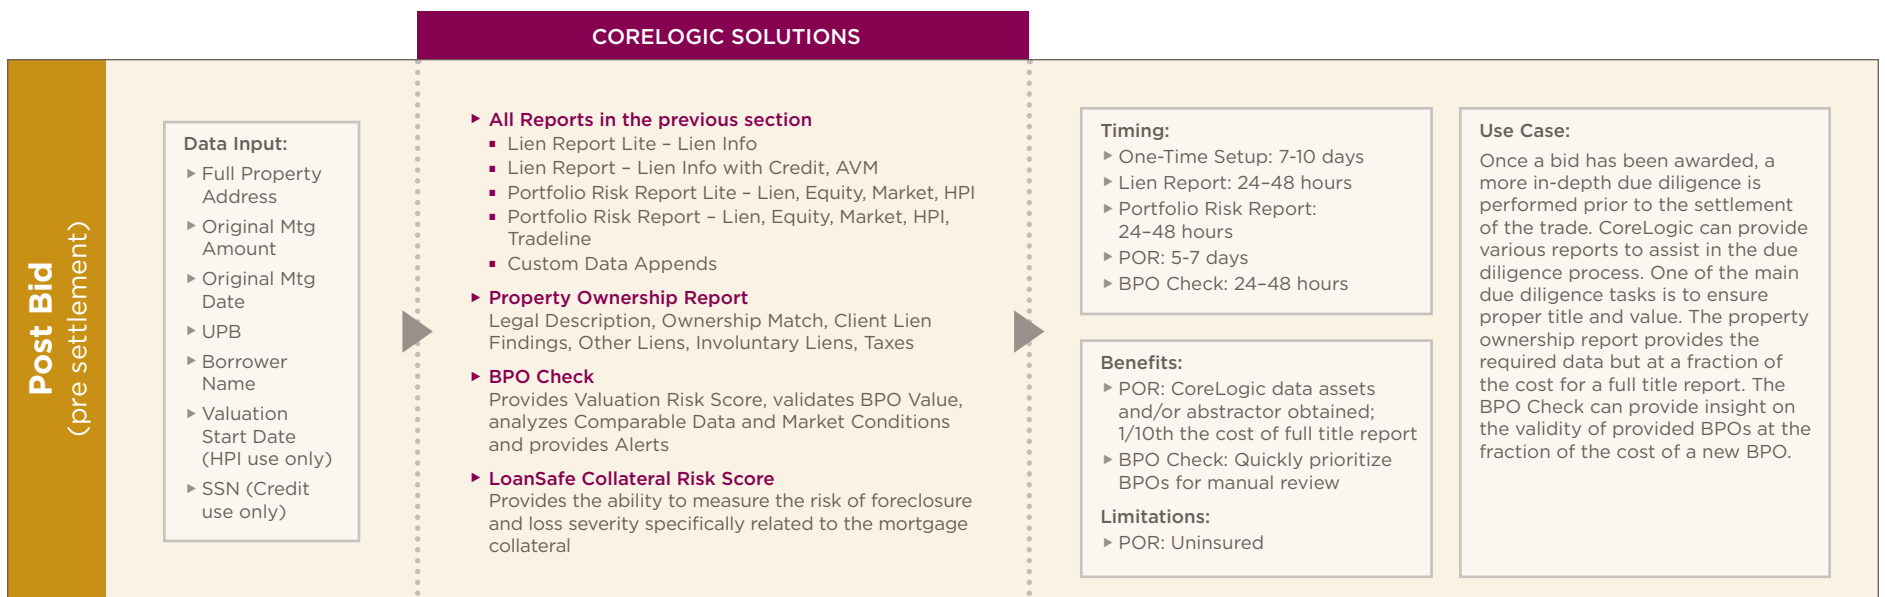 CORELOGIC SOLUTIONS
Post Bid
(pre settlement)
Data Input:
▶ Full Property
Address
▶ Original Mtg
Amount
▶ Original Mtg
Date
▶ UPB
▶ Borrower
Name
▶ Valuation
Start Date
(HPI use only)
▶ SSN (Credit
use only)
▶ All Reports in the previous section
▪ Lien Report Lite – Lien Info
▪ Lien Report – Lien Info with Credit, AVM
▪ Portfolio Risk Report Lite – Lien, Equity, Market, HPI
▪ Portfolio Risk Report – Lien, Equity, Market, HPI,
Tradeline
▪ Custom Data Appends
▶ Property Ownership Report
Legal Description, Ownership Match, Client Lien
Findings, Other Liens, Involuntary Liens, Taxes
▶ BPO Check
Provides Valuation Risk Score, validates BPO Value,
analyzes Comparable Data and Market Conditions
and provides Alerts
▶ LoanSafe Collateral Risk Score
Provides the ability to measure the risk of foreclosure
and loss severity specifically related to the mortgage
collateral
Timing:
▶ One-Time Setup: 7-10 days
▶ Lien Report: 24–48 hours
▶ Portfolio Risk Report:
24–48 hours
▶ POR: 5-7 days
▶ BPO Check: 24–48 hours
Benefits:
▶ POR: CoreLogic data assets
and/or abstractor obtained;
1/10th the cost of full title report
▶ BPO Check: Quickly prioritize
BPOs for manual review
Limitations:
▶ POR: Uninsured
Use Case:
Once a bid has been awarded, a
more in-depth due diligence is
performed prior to the settlement
of the trade. CoreLogic can provide
various reports to assist in the due
diligence process. One of the main
due diligence tasks is to ensure
proper title and value. The property
ownership report provides the
required data but at a fraction of
the cost for a full title report. The
BPO Check can provide insight on
the validity of provided BPOs at the
fraction of the cost of a new BPO.